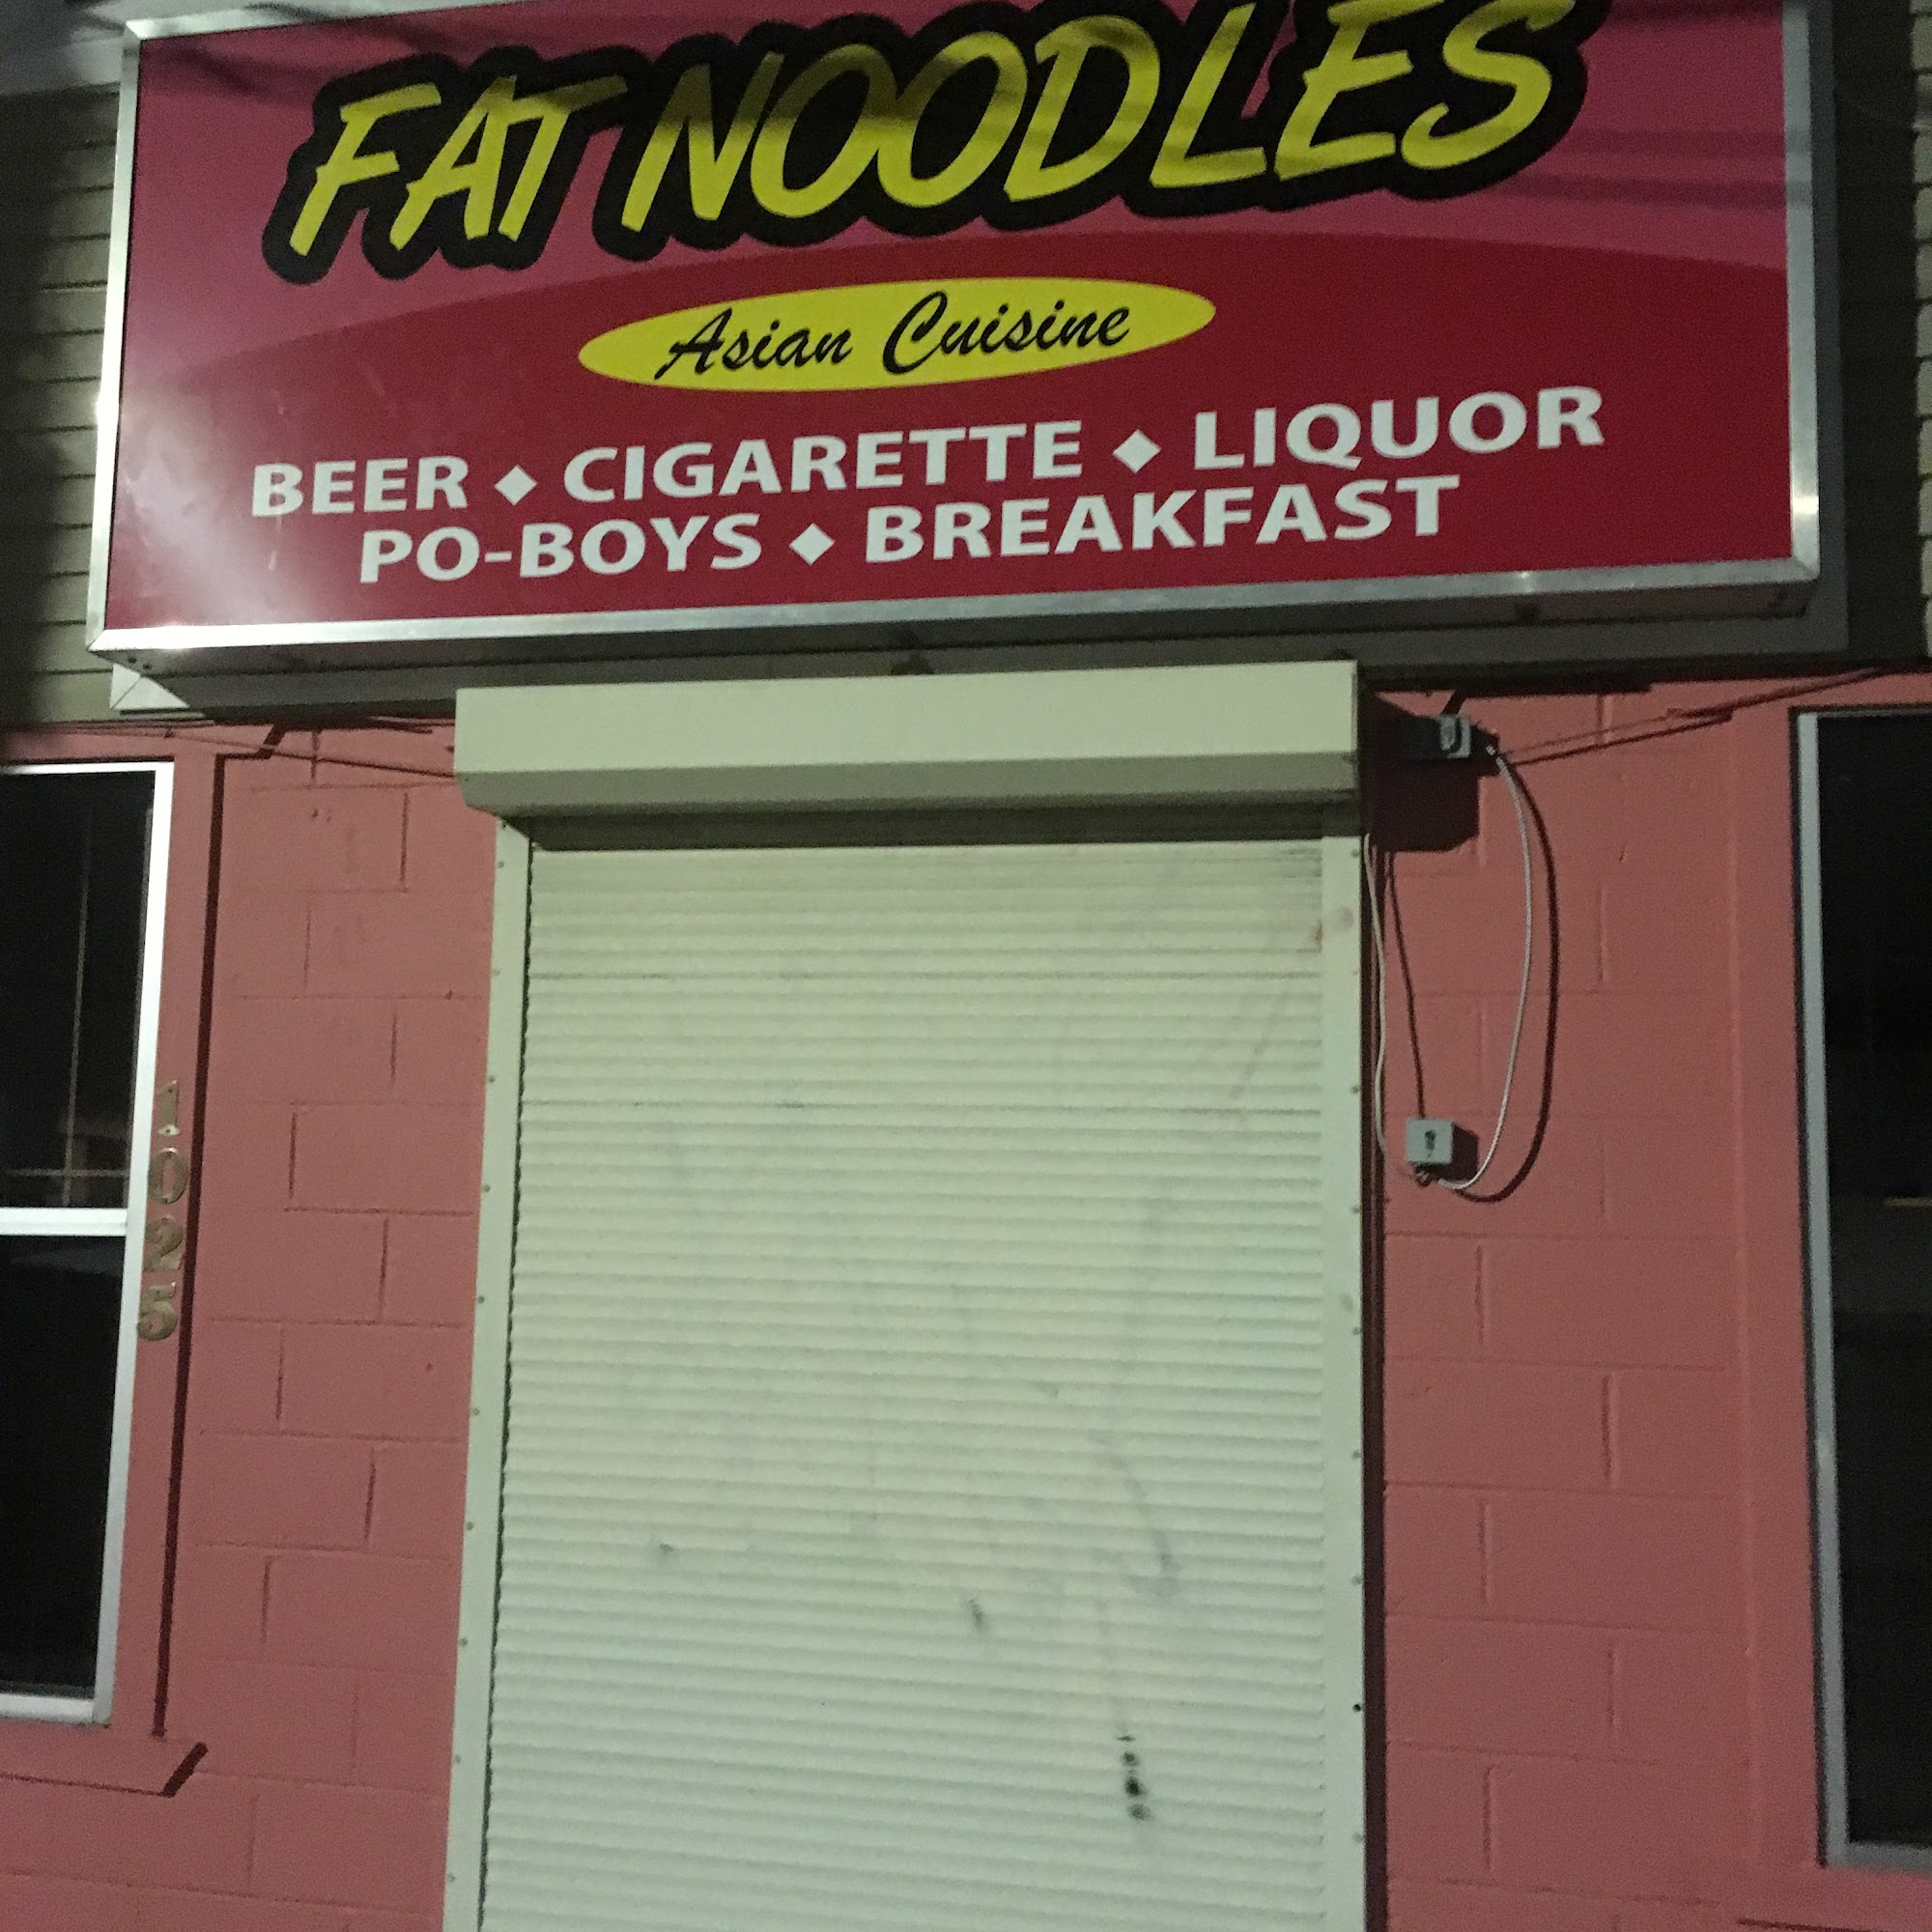 FAT NOODLES
Asian Cuisine
BEER ◆ CIGARETTE ◆ LIQUOR
PO-BOYS ◆ BREAKFAST
1025